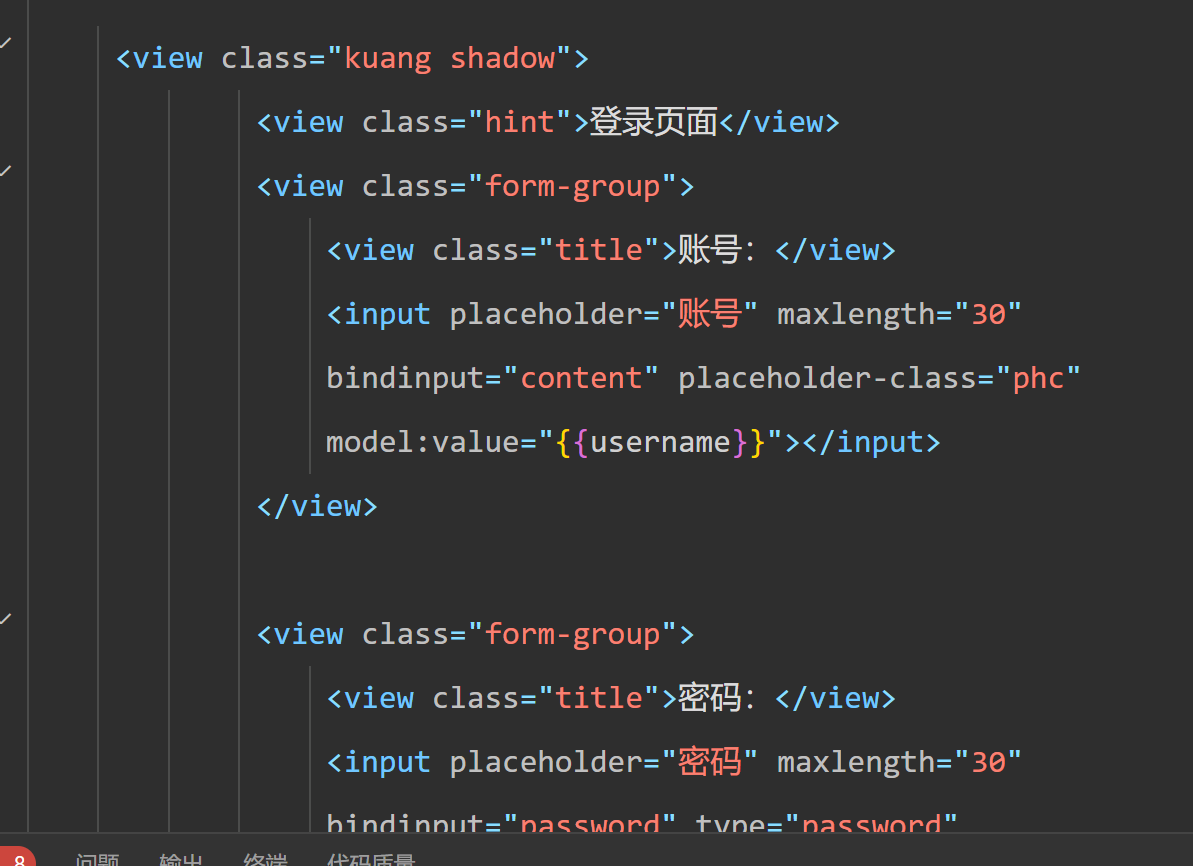 <view class="kuang shadow">
<view class="hint">登录页面</view>
<view class="form-group">
<view class="title">账号：</view>
<input placeholder="账号" maxlength="30"
bindinput="content" placeholder-class="phc"
model:value="{{username}}"></input>
</view>
<view class="form-group">
<view class="title">密码：</view>
<input placeholder="密码" maxlength="30"
bindinput="password" type="password"
8 问题 输出 终端 代码质量